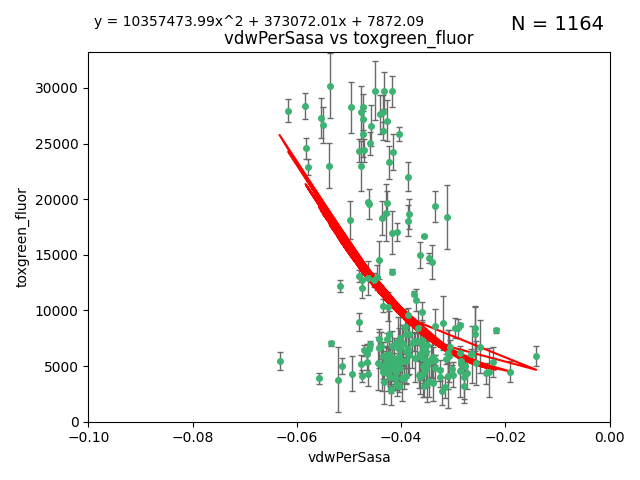 y = 10357473.99x^2 + 373072.01x + 7872.09
N = 1164
vdwPerSasa vs toxgreen_fluor
30000
25000
20000
15000
10000
5000
0
toxgreen_fluor
−0.10 −0.08 −0.06 −0.04 −0.02 0.00
vdwPerSasa